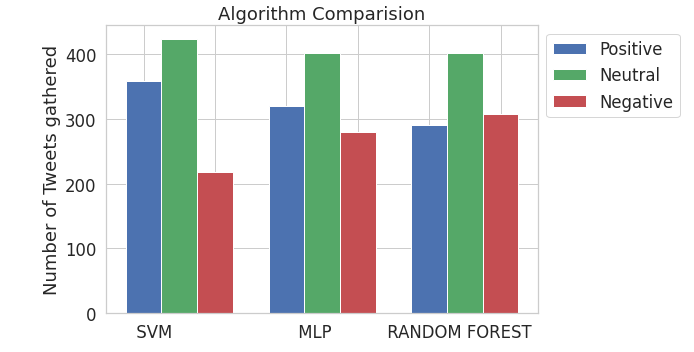 Algorithm Comparision
Number of Tweets gathered
400
300
200
100
0
SVM
MLP
RANDOM FOREST
Positive
Neutral
Negative